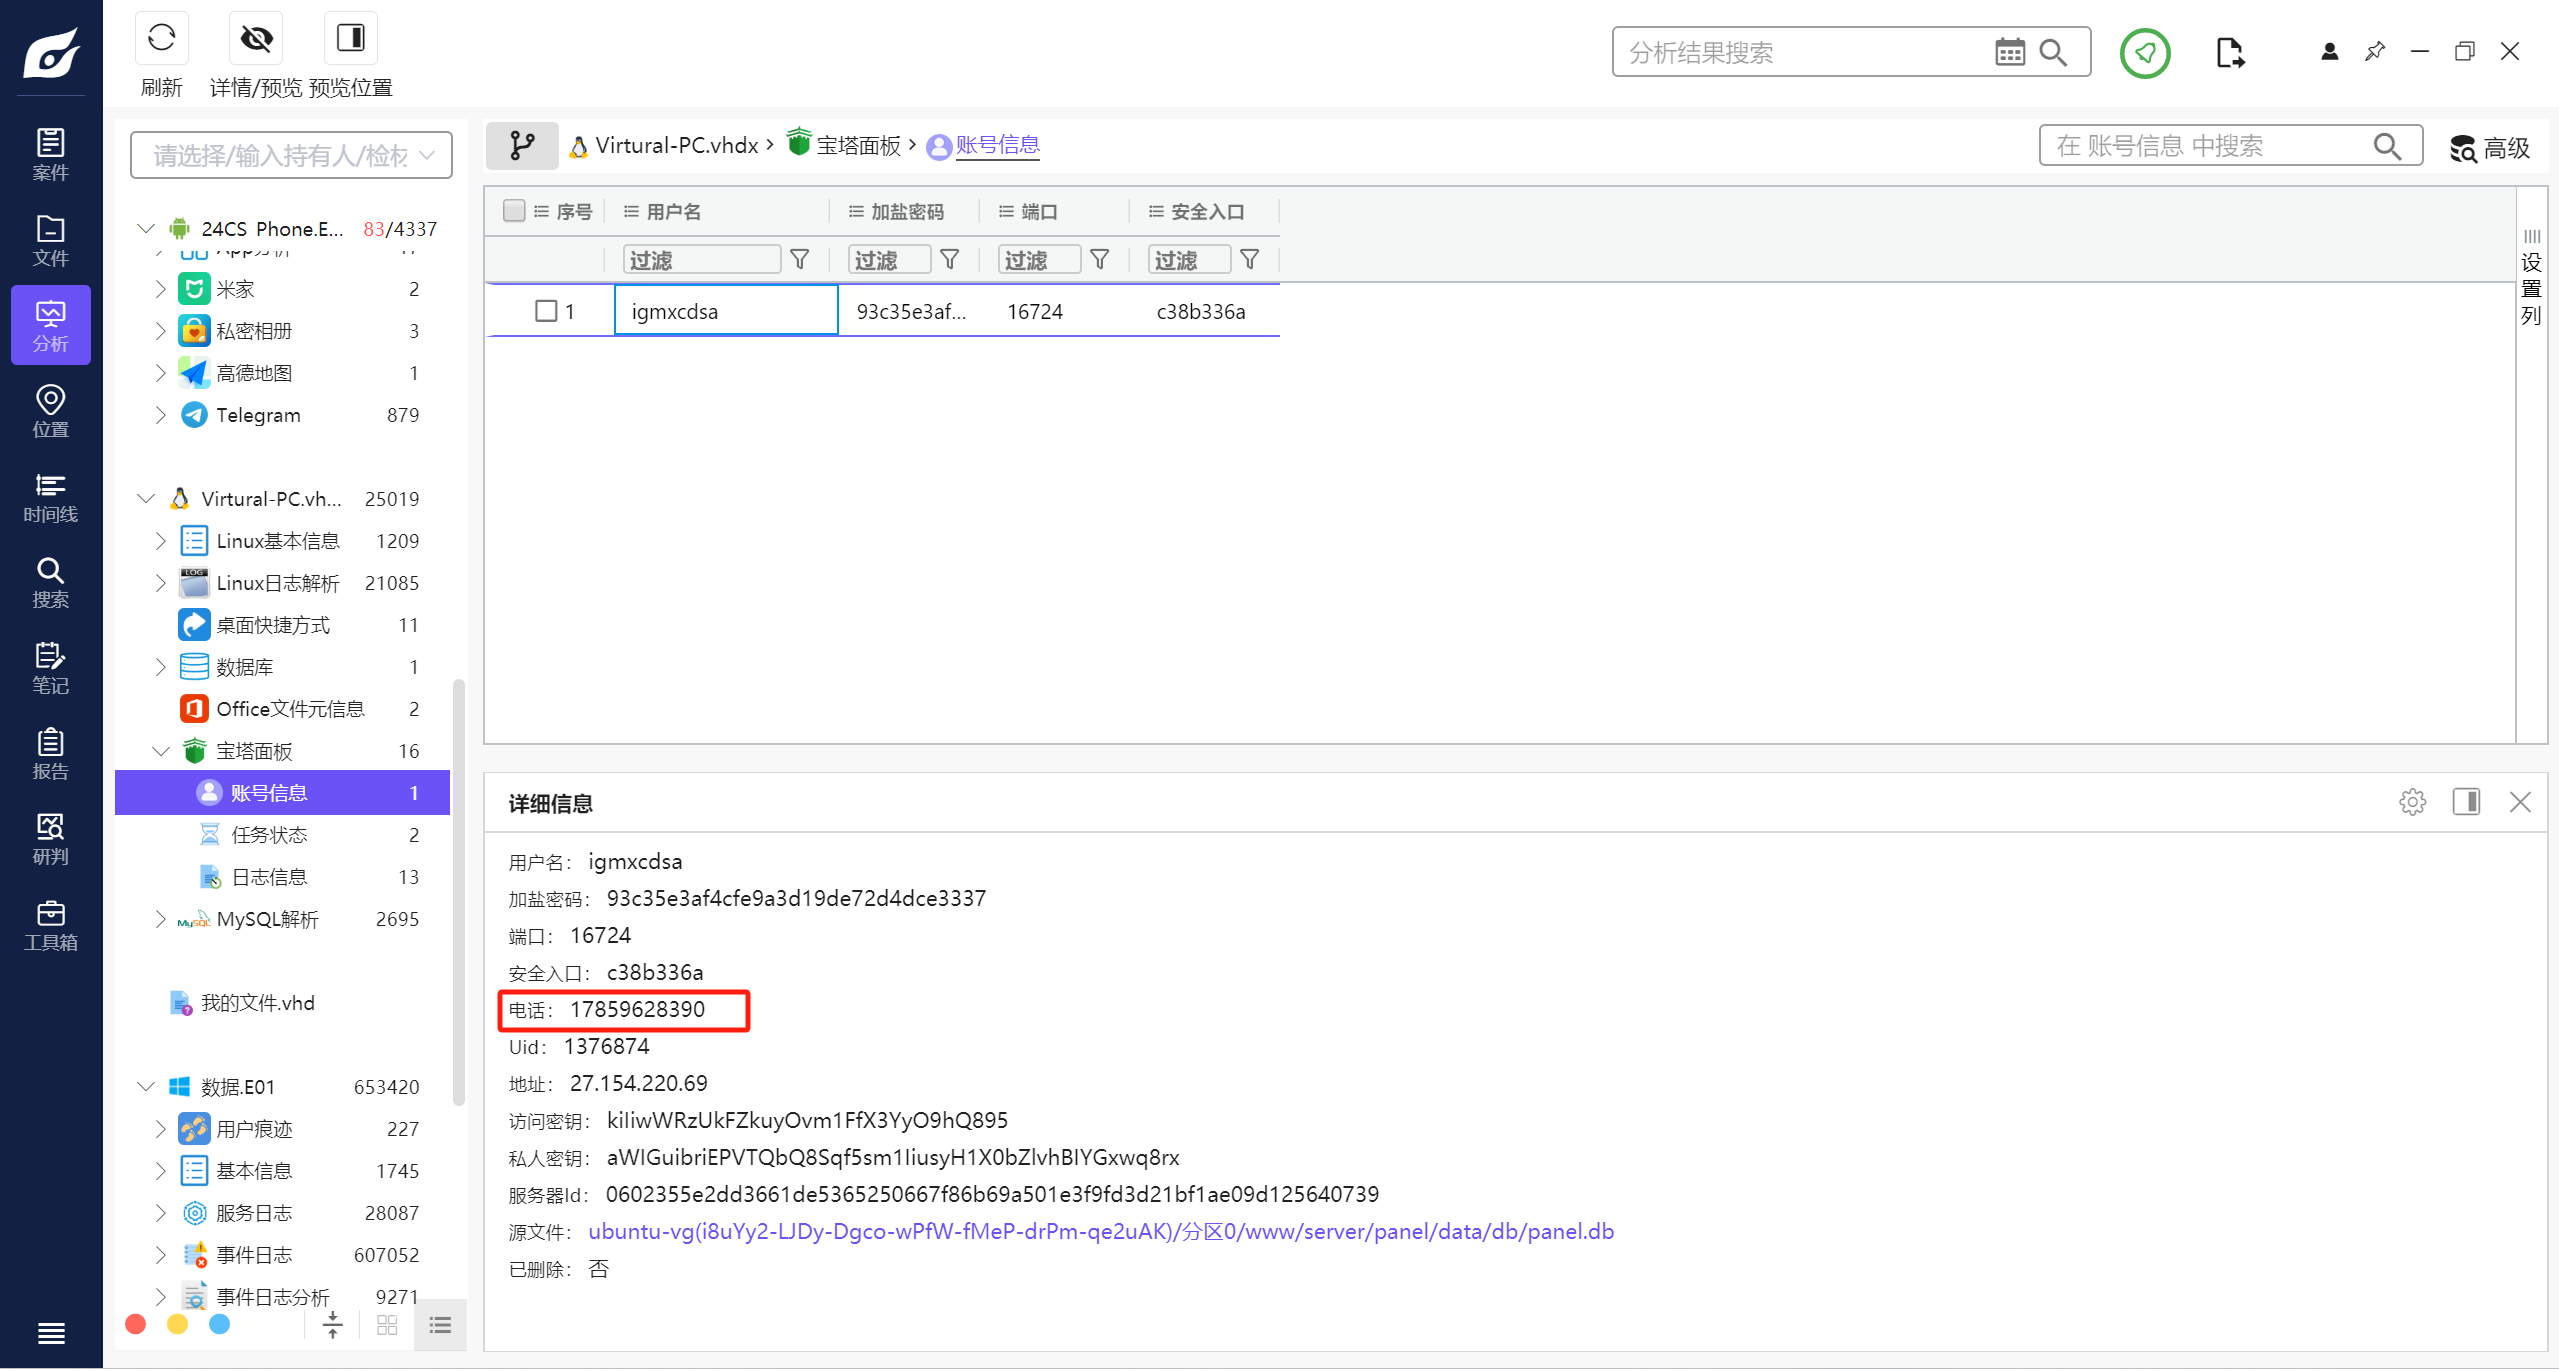 刷新
详情/预览
预览位置
分析结果搜索
案件
文件
分析
位置
时间线
搜索
笔记
报告
研判
工具箱
请选择/输入持有人/检材
24CS Phone.E... 83/4337
米家 2
私密相册 3
高德地图 1
Telegram 879
Virtural-PC.vh... 25019
Linux基本信息 1209
Linux日志解析 21085
桌面快捷方式 11
数据库 1
Office文件元信息 2
宝塔面板 16
账号信息 1
任务状态 2
日志信息 13
MySQL解析 2695
我的文件.vhd
数据.E01 653420
用户痕迹 227
基本信息 1745
服务日志 28087
事件日志 607052
事件日志分析 9271
Virtural-PC.vhdx › 宝塔面板 › 账号信息
在 账号信息 中搜索
高级
序号 用户名 加盐密码 端口 安全入口
过滤 过滤 过滤 过滤
1 igmxcdsa 93c35e3af... 16724 c38b336a
设置列
详细信息
用户名： igmxcdsa
加盐密码： 93c35e3af4cfe9a3d19de72d4dce3337
端口： 16724
安全入口： c38b336a
电话： 17859628390
Uid： 1376874
地址： 27.154.220.69
访问密钥： kiIiwWRzUkFZkuyOvm1FfX3YyO9hQ895
私人密钥： aWIGuibriEPVTQbQ8Sqf5sm1IiusyH1X0bZlvhBIYGxwq8rx
服务器Id： 0602355e2dd3661de5365250667f86b69a501e3f9fd3d21bf1ae09d125640739
源文件： ubuntu-vg(i8uYy2-LJDy-Dgco-wPfW-fMeP-drPm-qe2uAK)/分区0/www/server/panel/data/db/panel.db
已删除： 否